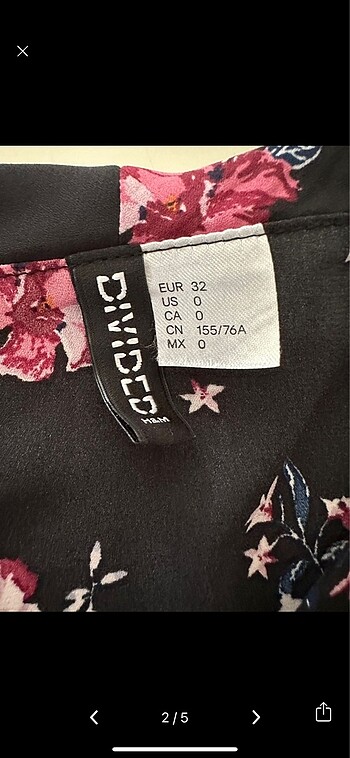 EUR 32
US 0
CA 0
CN 155/76A
MX 0
DIVIDED
H&M
2/5